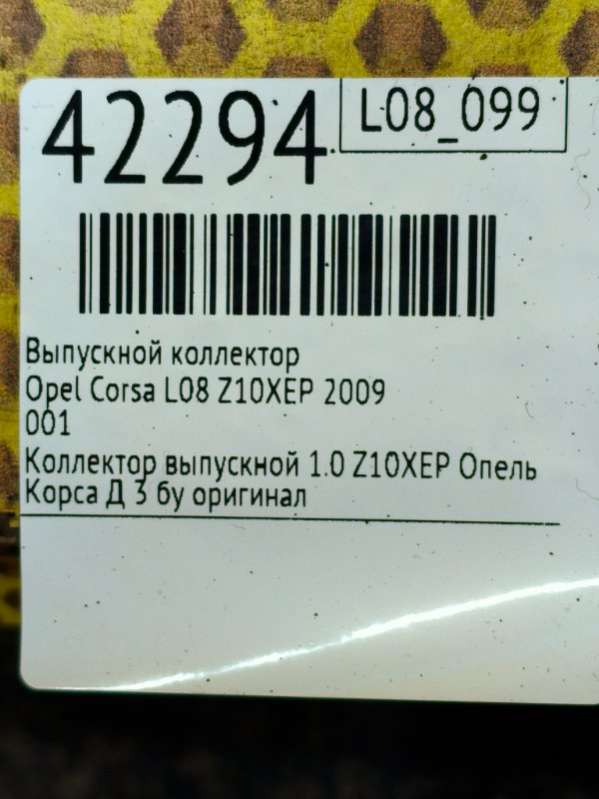 42294
L08_099
Выпускной коллектор
Opel Corsa L08 Z10XEP 2009
001
Коллектор выпускной 1.0 Z10XEP Опель
Корса Д 3 бу оригинал